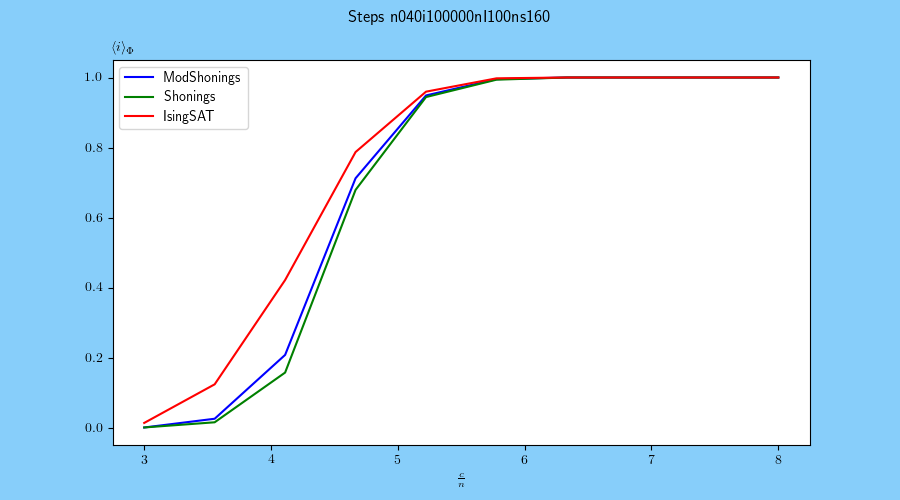 Steps n040i100000nl100ns160
⟨i⟩Φ
ModShonings
Shonings
IsingSAT
1.0
0.8
0.6
0.4
0.2
0.0
3 4 5 6 7 8
c/n